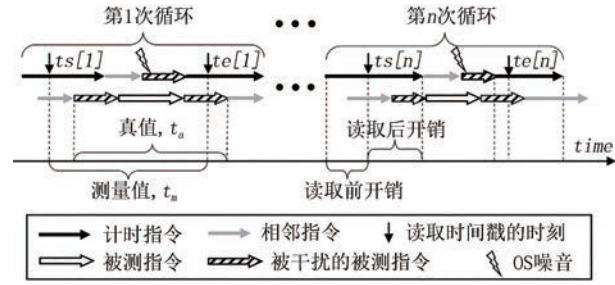 第1次循环 ••• 第n次循环
ts[1] te[1] ••• ts[n] te[n]
真值, tₐ 读取后开销
time
测量值, tₘ 读取前开销
计时指令 相邻指令 读取时间戳的时刻
被测指令 被干扰的被测指令 OS噪音